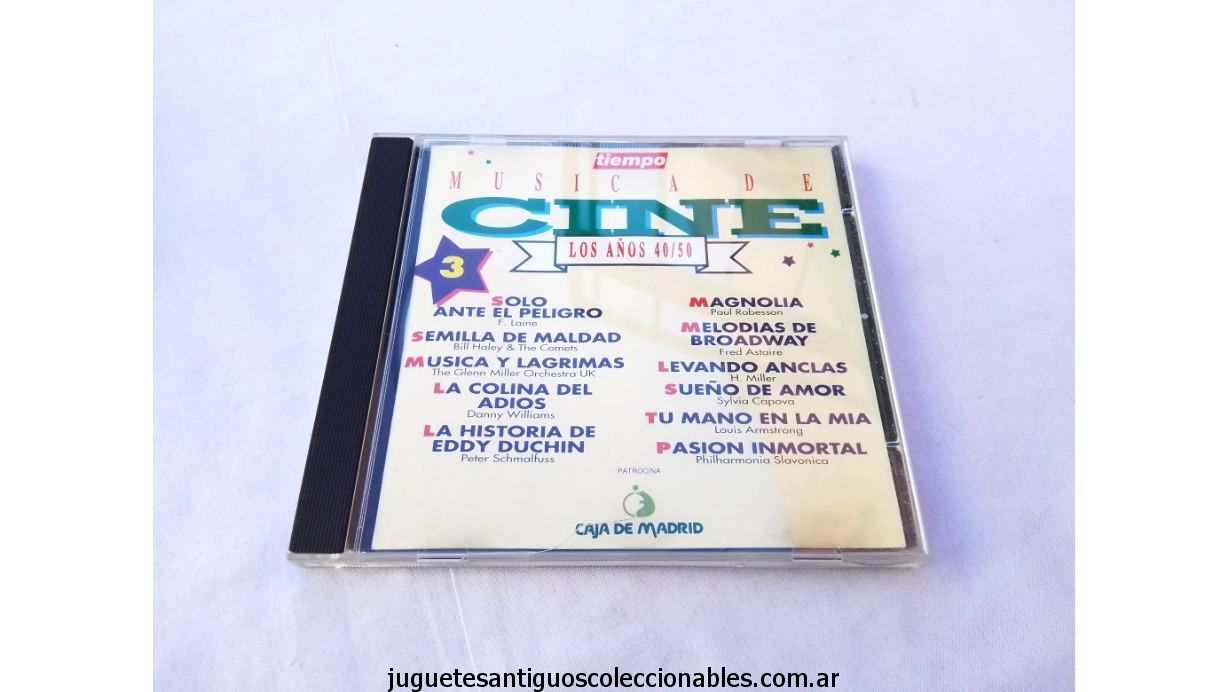 tiempo
MUSICA DE
CINE
LOS AÑOS 40/50
3
SOLO
ANTE EL PELIGRO
F. Laine
SEMILLA DE MALDAD
Bill Haley & The Comets
MUSICA Y LAGRIMAS
The Glenn Miller Orchestra UK
LA COLINA DEL
ADIOS
Danny Williams
LA HISTORIA DE
EDDY DUCHIN
Peter Schmalfuss
MAGNOLIA
Paul Robesson
MELODIAS DE
BROADWAY
Fred Astaire
LEVANDO ANCLAS
H. Miller
SUEÑO DE AMOR
Sylvia Capova
TU MANO EN LA MIA
Louis Armstrong
PASION INMORTAL
Philharmonia Slavonica
PATROCINA
CAJA DE MADRID
juguetesantiguoscoleccionables.com.ar